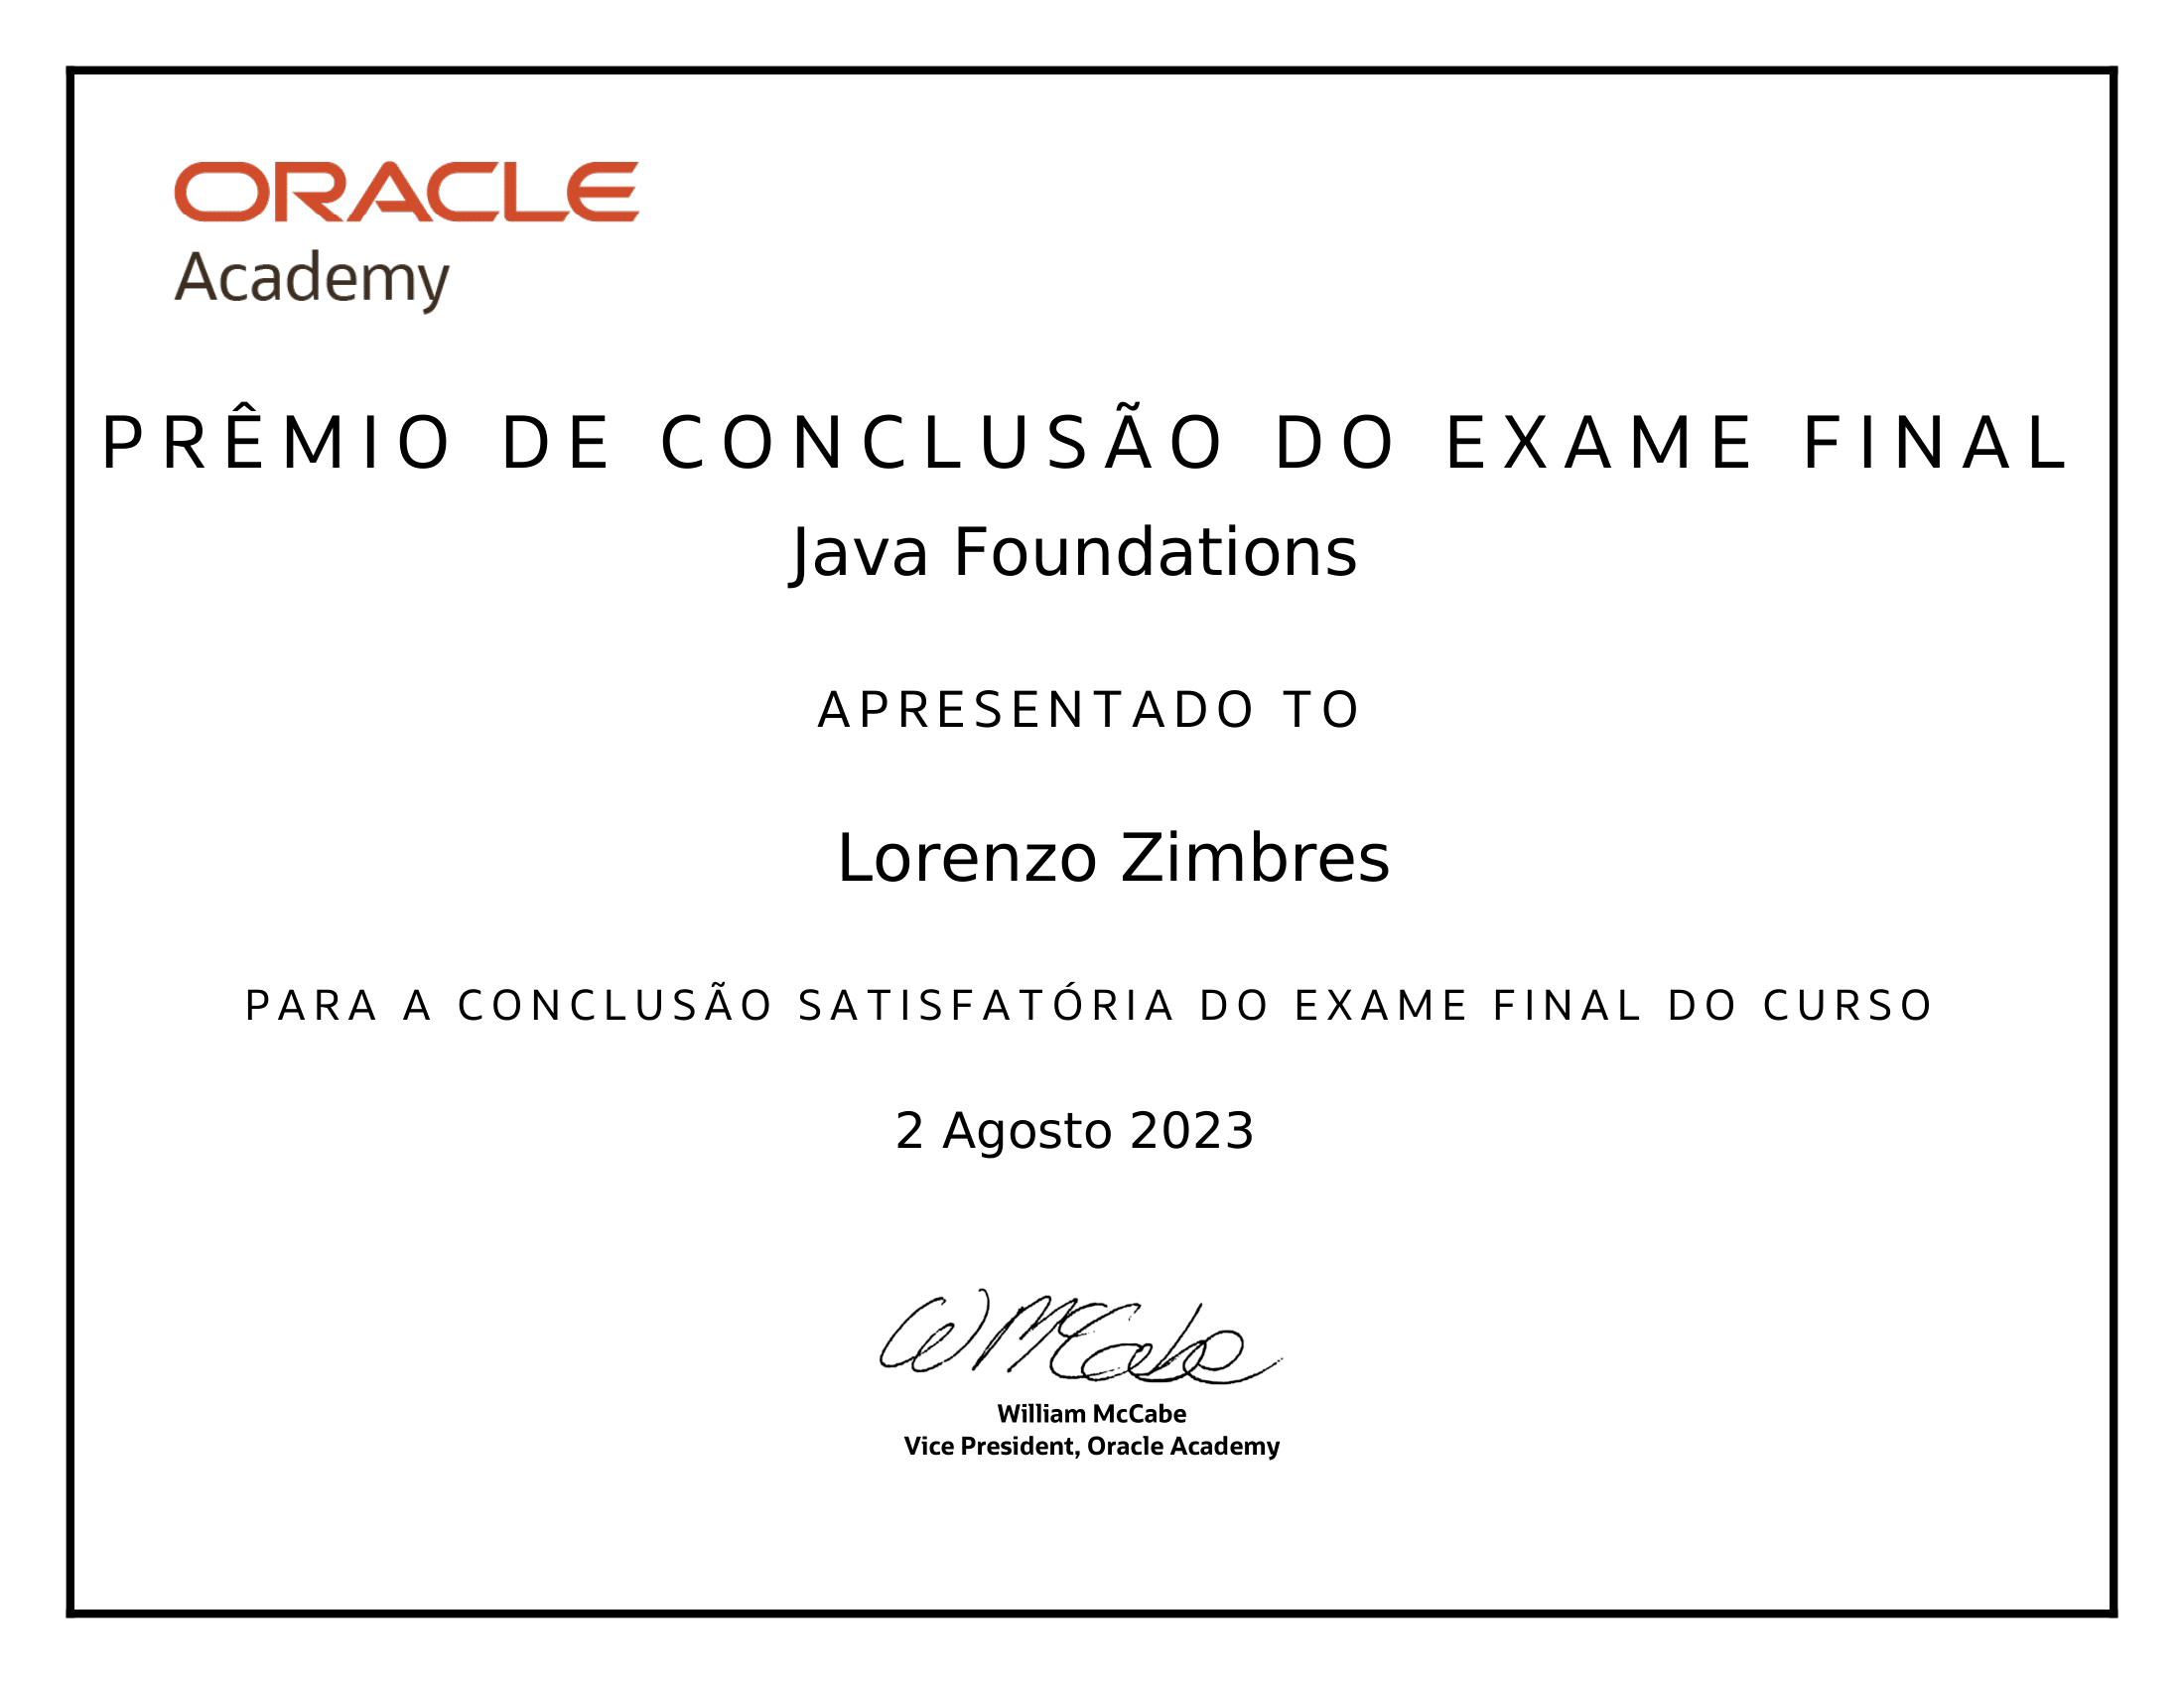 ORACLE
Academy
PRÊMIO DE CONCLUSÃO DO EXAME FINAL
Java Foundations
APRESENTADO TO
Lorenzo Zimbres
PARA A CONCLUSÃO SATISFATÓRIA DO EXAME FINAL DO CURSO
2 Agosto 2023
W McCabe
William McCabe
Vice President, Oracle Academy